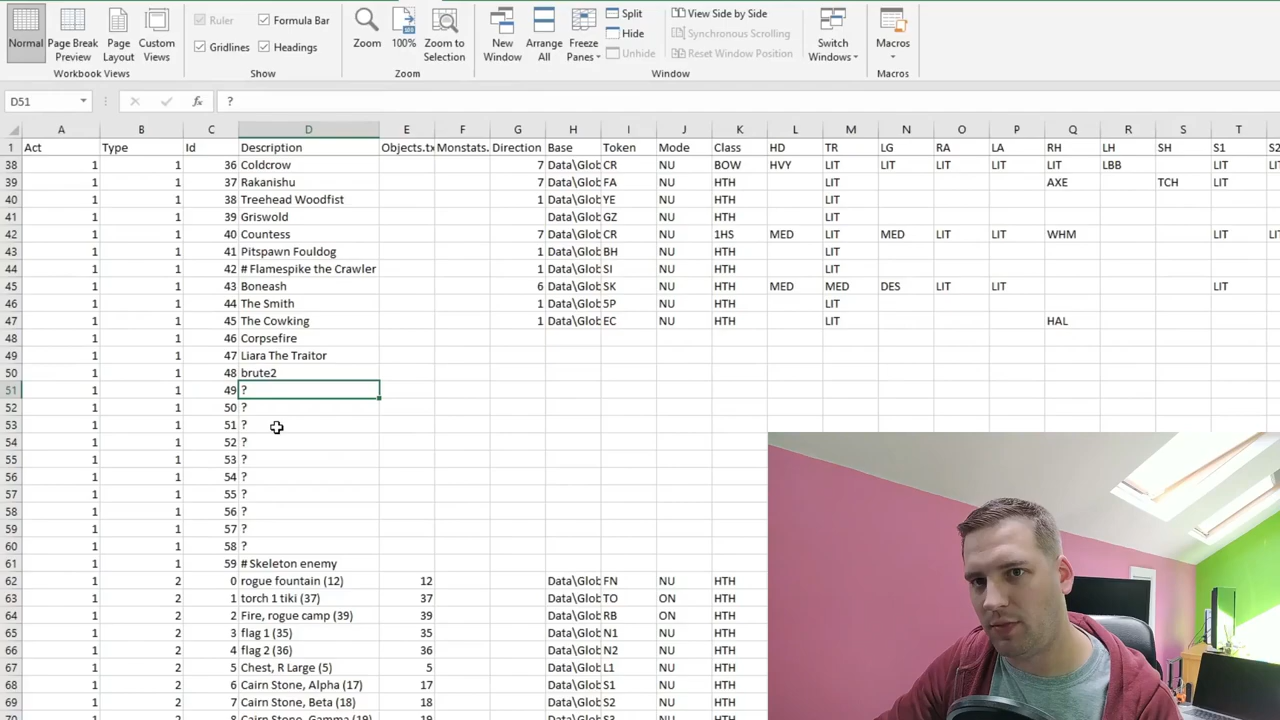 Normal
Page Break
Preview
Page
Layout
Custom
Views
Workbook Views
Ruler
Formula Bar
Gridlines
Headings
Show
Zoom
100%
Zoom to
Selection
Zoom
New
Window
Arrange
All
Freeze
Panes
Split
Hide
Unhide
View Side by Side
Synchronous Scrolling
Reset Window Position
Switch
Windows
Window
Macros
Macros
D51 fx ?
A B C D E F G H I J K L M N O P Q R S T
1 Act Type Id Description Objects.tx Monstats. Direction Base Token Mode Class HD TR LG RA LA RH LH SH S1 S2
38 1 1 36 Coldcrow 7 Data\Glob CR NU BOW HVY LIT LIT LIT LIT LIT LBB LIT LIT
39 1 1 37 Rakanishu 7 Data\Glob FA NU HTH LIT AXE TCH LIT
40 1 1 38 Treehead Woodfist 1 Data\Glob YE NU HTH LIT
41 1 1 39 Griswold Data\Glob GZ NU HTH LIT
42 1 1 40 Countess 7 Data\Glob CR NU 1HS MED LIT MED LIT LIT WHM LIT LIT
43 1 1 41 Pitspawn Fouldog 1 Data\Glob BH NU HTH LIT
44 1 1 42 # Flamespike the Crawler 1 Data\Glob SI NU HTH LIT
45 1 1 43 Boneash 6 Data\Glob SK NU HTH MED MED DES LIT LIT LIT
46 1 1 44 The Smith 1 Data\Glob 5P NU HTH LIT
47 1 1 45 The Cowking 1 Data\Glob EC NU HTH LIT HAL
48 1 1 46 Corpsefire
49 1 1 47 Liara The Traitor
50 1 1 48 brute2
51 1 1 49 ?
52 1 1 50 ?
53 1 1 51 ?
54 1 1 52 ?
55 1 1 53 ?
56 1 1 54 ?
57 1 1 55 ?
58 1 1 56 ?
59 1 1 57 ?
60 1 1 58 ?
61 1 1 59 # Skeleton enemy
62 1 2 0 rogue fountain (12) 12 Data\Glob FN NU HTH
63 1 2 1 torch 1 tiki (37) 37 Data\Glob TO ON HTH
64 1 2 2 Fire, rogue camp (39) 39 Data\Glob RB ON HTH
65 1 2 3 flag 1 (35) 35 Data\Glob N1 NU HTH
66 1 2 4 flag 2 (36) 36 Data\Glob N2 NU HTH
67 1 2 5 Chest, R Large (5) 5 Data\Glob L1 NU HTH
68 1 2 6 Cairn Stone, Alpha (17) 17 Data\Glob S1 NU HTH
69 1 2 7 Cairn Stone, Beta (18) 18 Data\Glob S2 NU HTH
70 1 2 8 Cairn Stone, Gamma (19) 19 Data\Glob S3 NU HTH